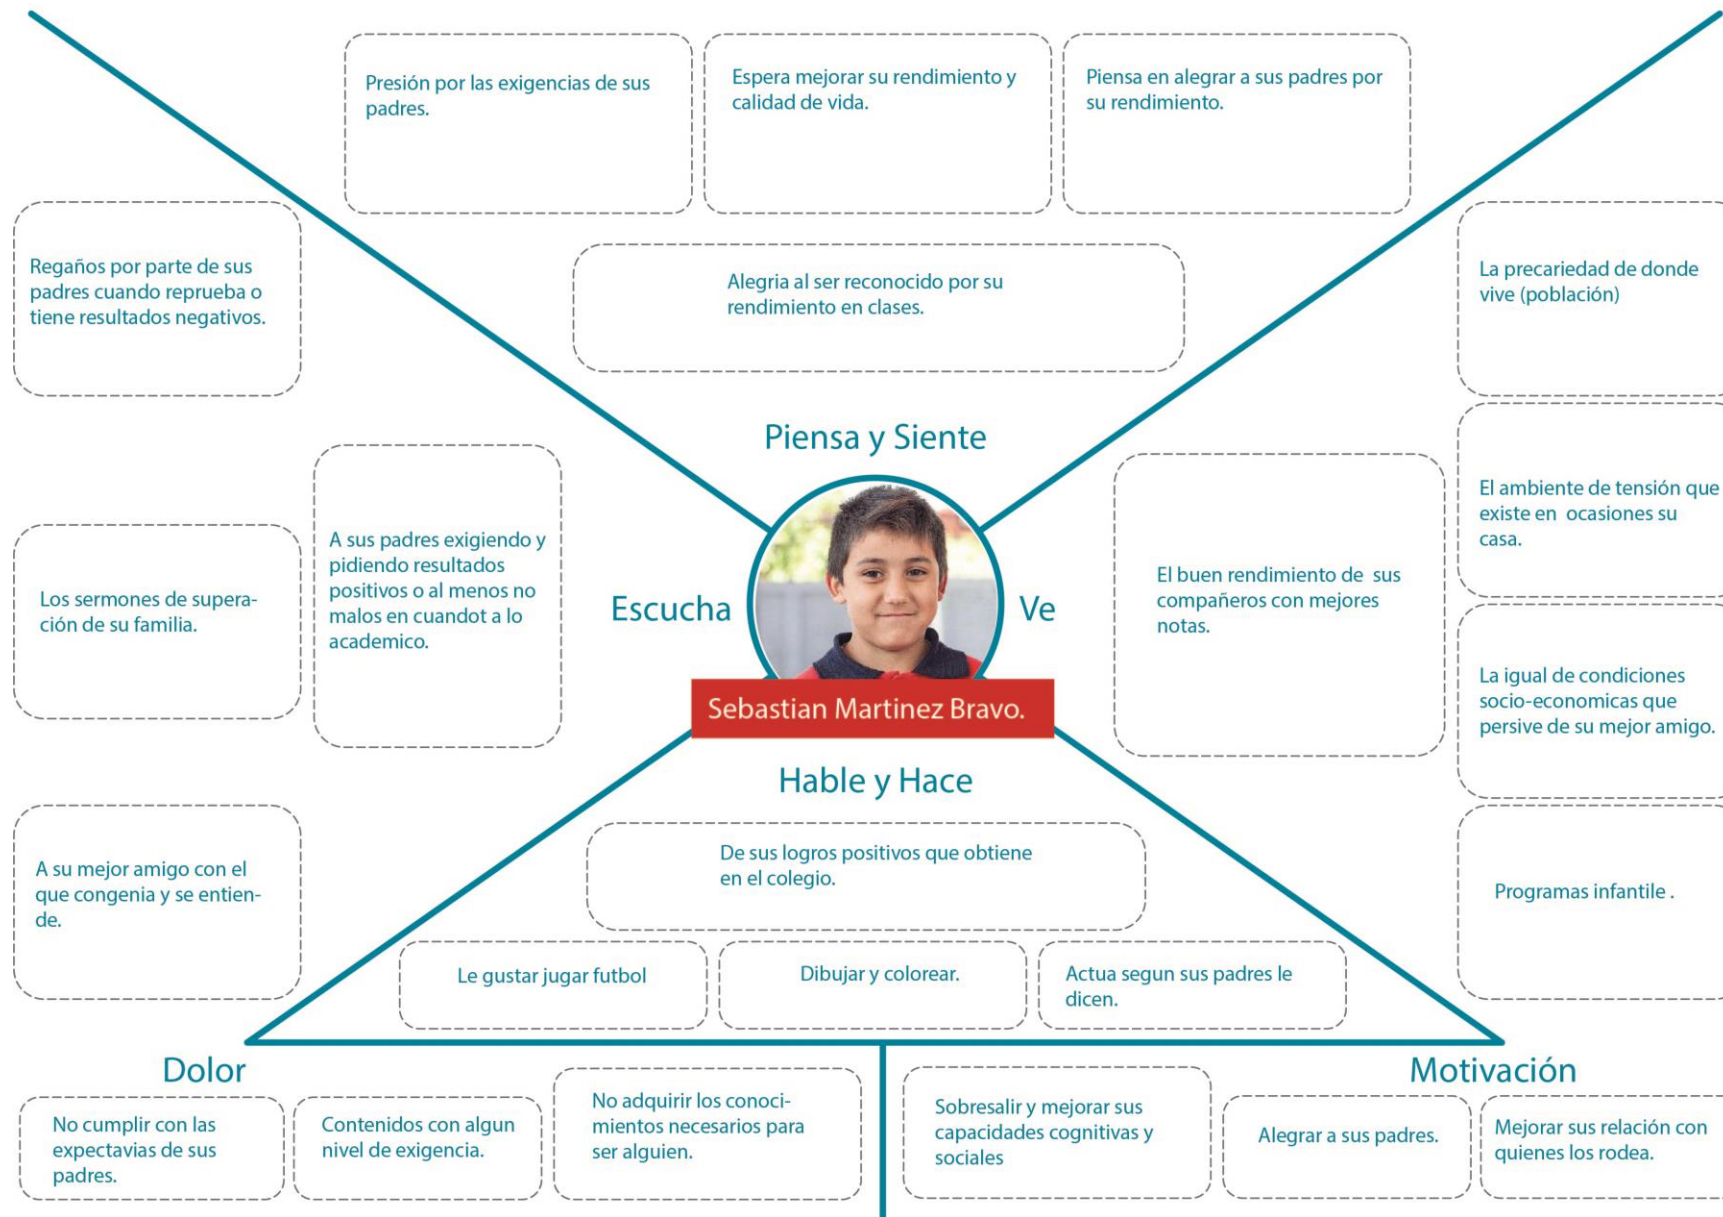 Presión por las exigencias de sus
padres.
Espera mejorar su rendimiento y
calidad de vida.
Piensa en alegrar a sus padres por
su rendimiento.
Alegria al ser reconocido por su
rendimiento en clases.
Piensa y Siente
Regaños por parte de sus
padres cuando reprueba o
tiene resultados negativos.
Los sermones de supera-
ción de su familia.
A sus padres exigiendo y
pidiendo resultados
positivos o al menos no
malos en cuandot a lo
academico.
A su mejor amigo con el
que congenia y se entien-
de.
Escucha
Ve
El buen rendimiento de sus
compañeros con mejores
notas.
La precariedad de donde
vive (población)
El ambiente de tensión que
existe en ocasiones su
casa.
La igual de condiciones
socio-economicas que
persive de su mejor amigo.
Programas infantile .
Sebastian Martinez Bravo.
Hable y Hace
De sus logros positivos que obtiene
en el colegio.
Le gustar jugar futbol
Dibujar y colorear.
Actua segun sus padres le
dicen.
Dolor
No cumplir con las
expectavias de sus
padres.
Contenidos con algun
nivel de exigencia.
No adquirir los conoci-
mientos necesarios para
ser alguien.
Motivación
Sobresalir y mejorar sus
capacidades cognitivas y
sociales
Alegrar a sus padres.
Mejorar sus relación con
quienes los rodea.